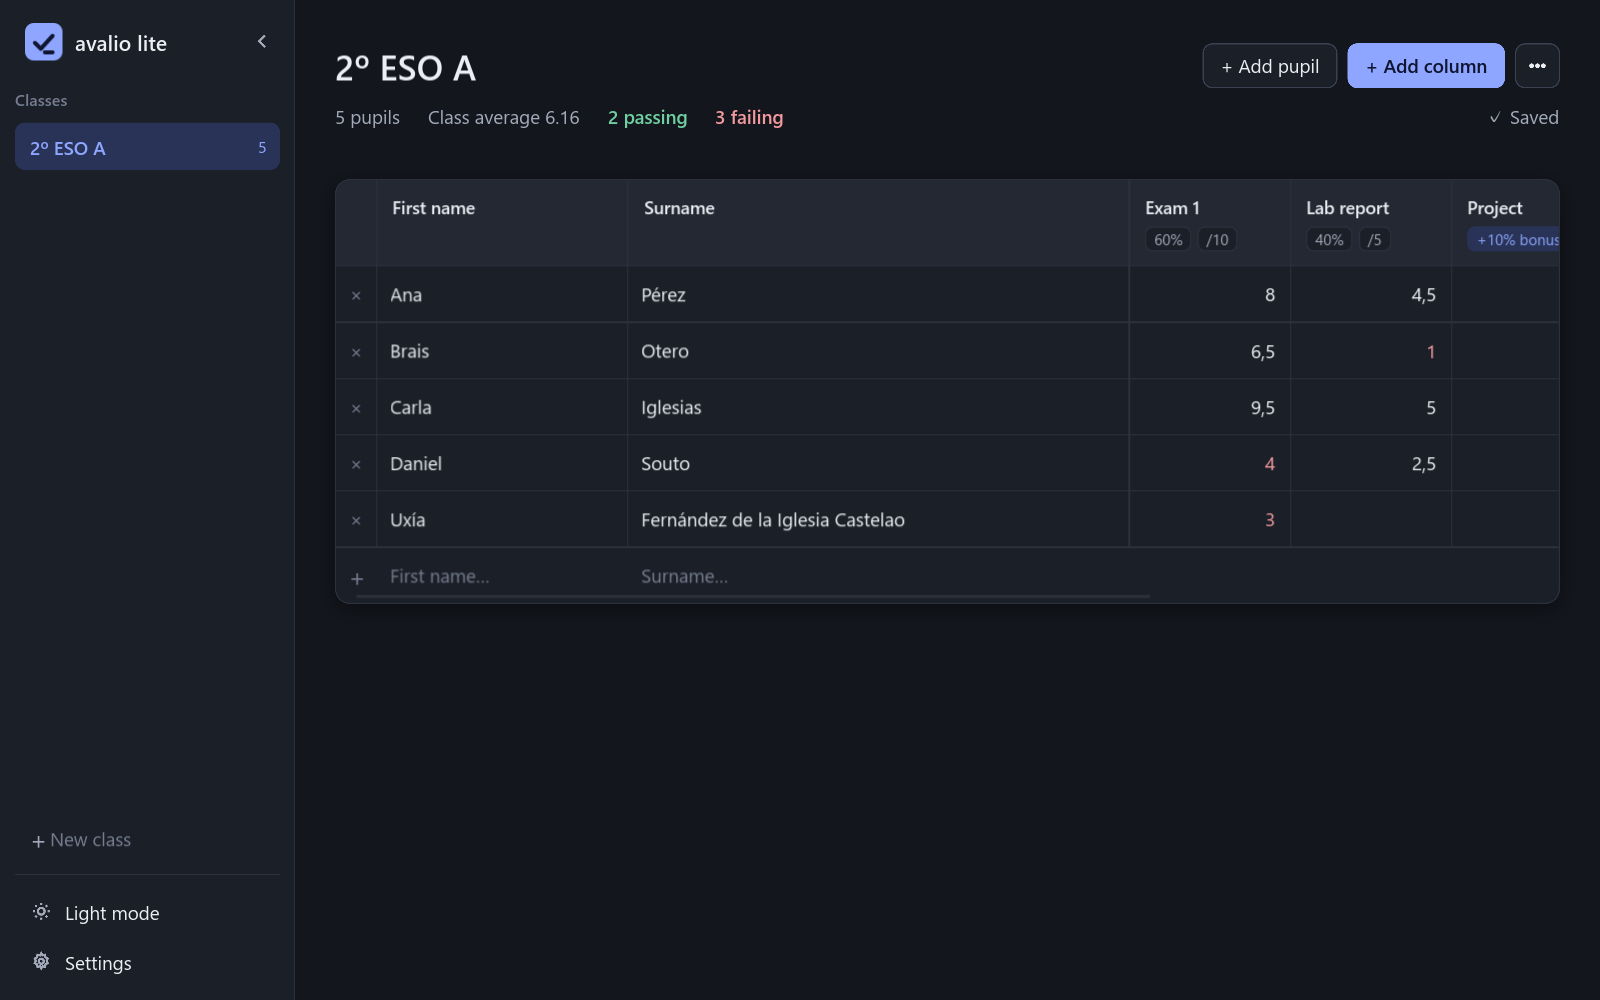 avalio lite
Classes
2º ESO A 5
+ New class
Light mode
Settings
2º ESO A
+ Add pupil + Add column •••
5 pupils Class average 6.16 2 passing 3 failing ✓ Saved
First name Surname Exam 1 Lab report Project
60% /10 40% /5 +10% bonus
× Ana Pérez 8 4,5
× Brais Otero 6,5 1
× Carla Iglesias 9,5 5
× Daniel Souto 4 2,5
× Uxía Fernández de la Iglesia Castelao 3
+ First name... Surname...